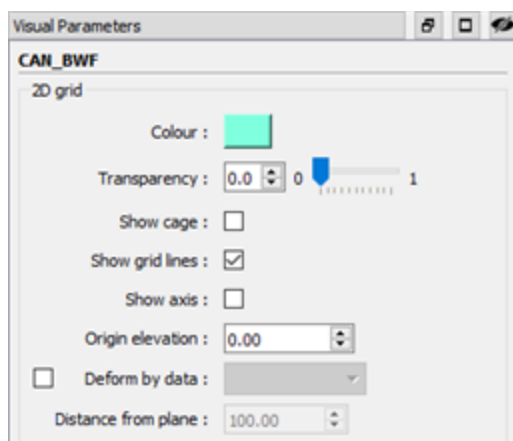 Visual Parameters
CAN_BWF
2D grid
Colour :
Transparency : 0.0 0 1
Show cage :
Show grid lines :
Show axis :
Origin elevation : 0.00
Deform by data :
Distance from plane : 100.00